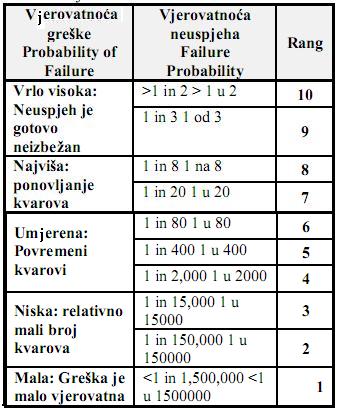 Vjerovatnoća
greške
Probability of
Failure
Vjerovatnoća
neuspjeha
Failure
Probability
Rang
Vrlo visoka:
Neuspjeh je
gotovo
neizbežan
>1 in 2 > 1 u 2
10
1 in 3 1 od 3
9
Najviša:
ponovljanje
kvarova
1 in 8 1 na 8
8
1 in 20 1 u 20
7
Umjerena:
Povremeni
kvarovi
1 in 80 1 u 80
6
1 in 400 1 u 400
5
1 in 2,000 1 u 2000
4
Niska: relativno
mali broj
kvarova
1 in 15,000 1 u
15000
3
1 in 150,000 1 u
150000
2
Mala: Greška je
malo vjerovatna
<1 in 1,500,000 <1
u 1500000
1